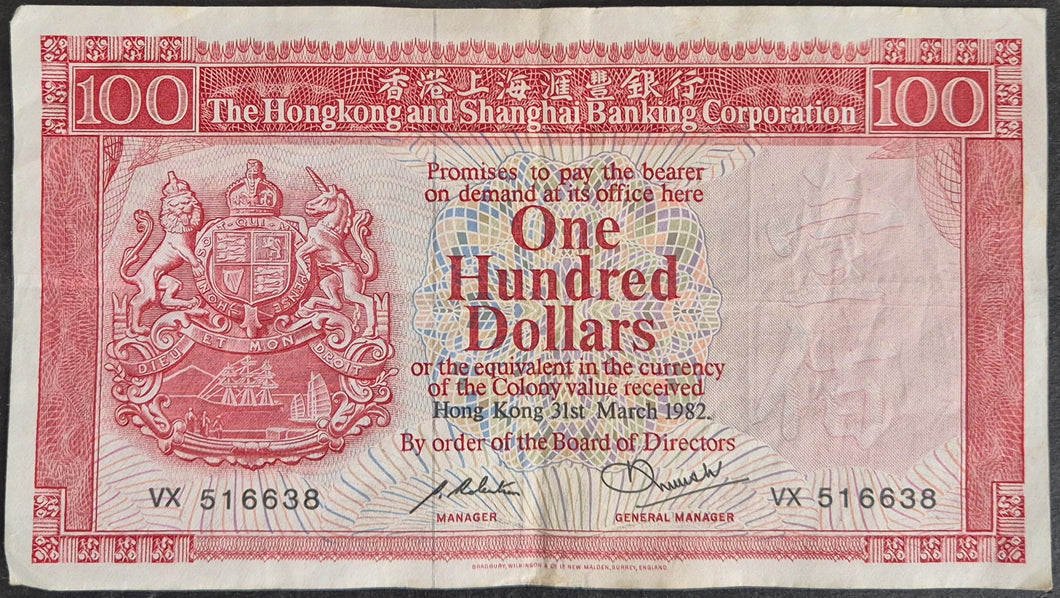 香港上海滙豐銀行
100 The Hongkong and Shanghai Banking Corporation 100
Promises to pay the bearer
on demand at its office here
One
Hundred
Dollars
or the equivalent in the currency
of the Colony value received
Hong Kong 31st March 1982.
By order of the Board of Directors
DIEU ET MON DROIT
VX 516638
MANAGER
GENERAL MANAGER
VX 516638
壹
佰
BRADBURY, WILKINSON & Co Ld NEW MALDEN, SURREY, ENGLAND.